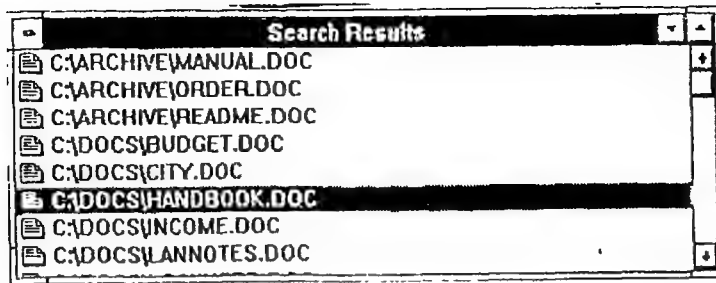 Search Results
C:\ARCHIVE\MANUAL.DOC
C:\ARCHIVE\ORDER.DOC
C:\ARCHIVE\README.DOC
C:\DOCS\BUDGET.DOC
C:\DOCS\CITY.DOC
C:\DOCS\HANDBOOK.DOC
C:\DOCS\INCOME.DOC
C:\DOCS\LANNOTES.DOC